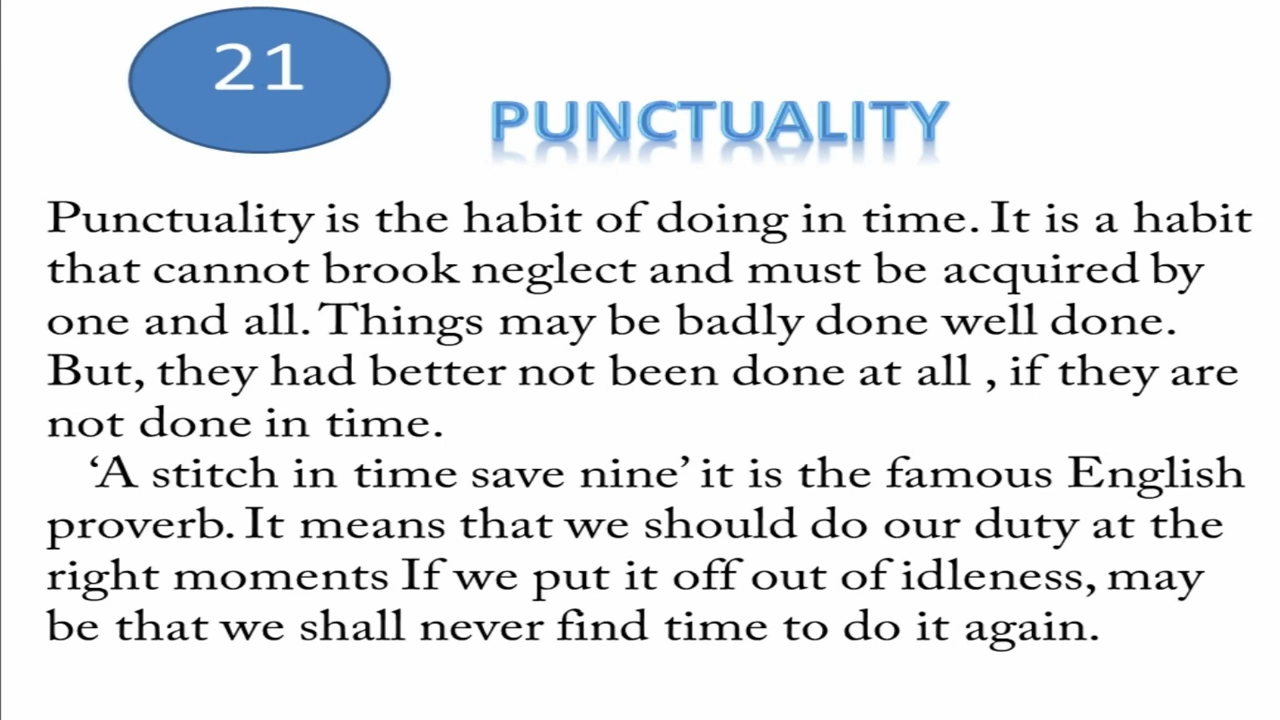 21
PUNCTUALITY
Punctuality is the habit of doing in time. It is a habit
that cannot brook neglect and must be acquired by
one and all. Things may be badly done well done.
But, they had better not been done at all , if they are
not done in time.
‘A stitch in time save nine’ it is the famous English
proverb. It means that we should do our duty at the
right moments If we put it off out of idleness, may
be that we shall never find time to do it again.